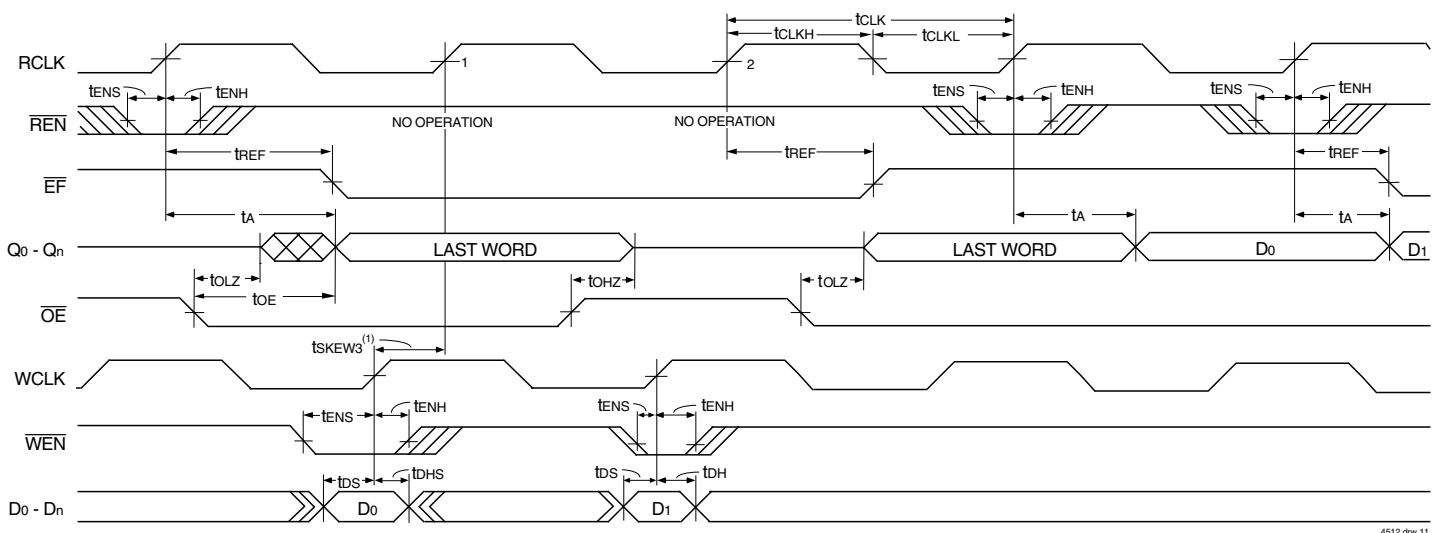 tCLK
tCLKH
tCLKL
RCLK
1
2
tENS
tENH
tENS
tENH
tENS
tENH
REN
NO OPERATION
NO OPERATION
tREF
tREF
tREF
EF
tA
tA
tA
Q0 - Qn
LAST WORD
LAST WORD
D0
D1
tOLZ
tOHZ
tOLZ
tOE
OE
tSKEW3(1)
WCLK
tENS
tENH
tENS
tENH
WEN
tDS
tDHS
tDS
tDH
D0 - Dn
D0
D1
4512 drw 11